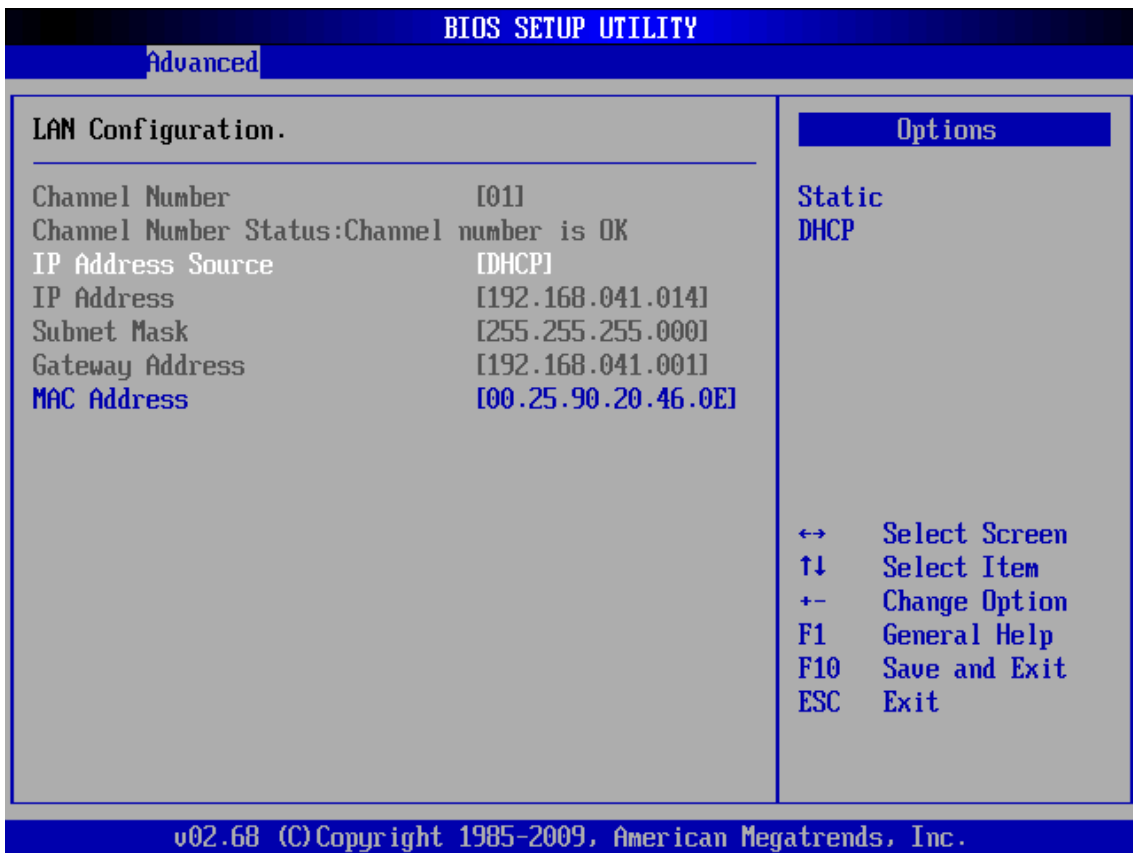 BIOS SETUP UTILITY
Advanced
LAN Configuration.
Channel Number [01]
Channel Number Status:Channel number is OK
IP Address Source [DHCP]
IP Address [192.168.041.014]
Subnet Mask [255.255.255.000]
Gateway Address [192.168.041.001]
MAC Address [00.25.90.20.46.0E]
Options
Static
DHCP
←→ Select Screen
↑↓ Select Item
+- Change Option
F1 General Help
F10 Save and Exit
ESC Exit
v02.68 (C)Copyright 1985-2009, American Megatrends, Inc.